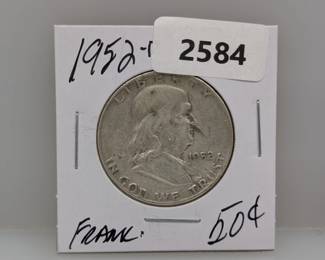 1952-
2584
LIBERTY
1952
IN GOD WE TRUST
FRANK.
50¢